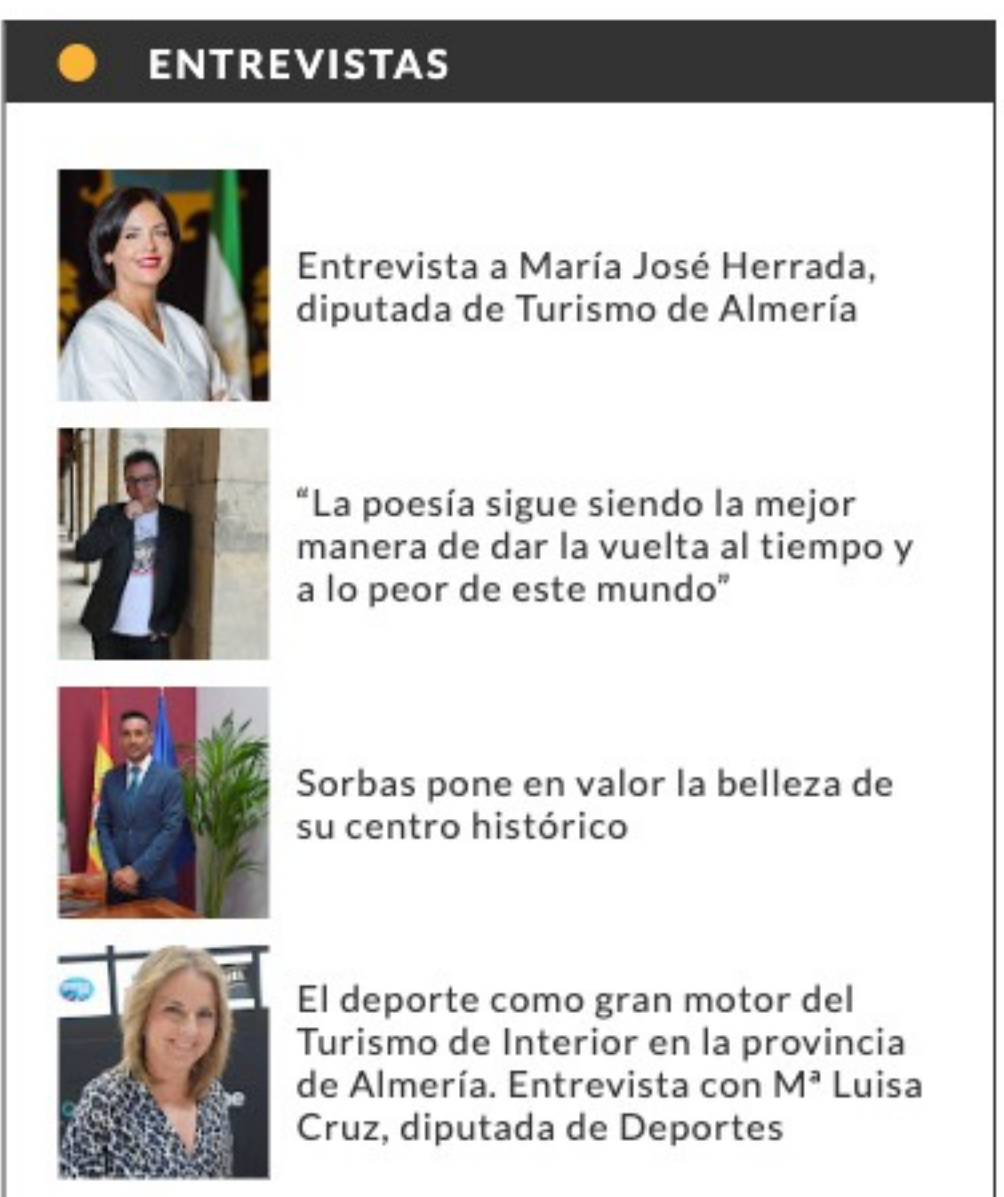 ENTREVISTAS
Entrevista a María José Herrada,
diputada de Turismo de Almería
“La poesía sigue siendo la mejor
manera de dar la vuelta al tiempo y
a lo peor de este mundo”
Sorbas pone en valor la belleza de
su centro histórico
El deporte como gran motor del
Turismo de Interior en la provincia
de Almería. Entrevista con Mª Luisa
Cruz, diputada de Deportes